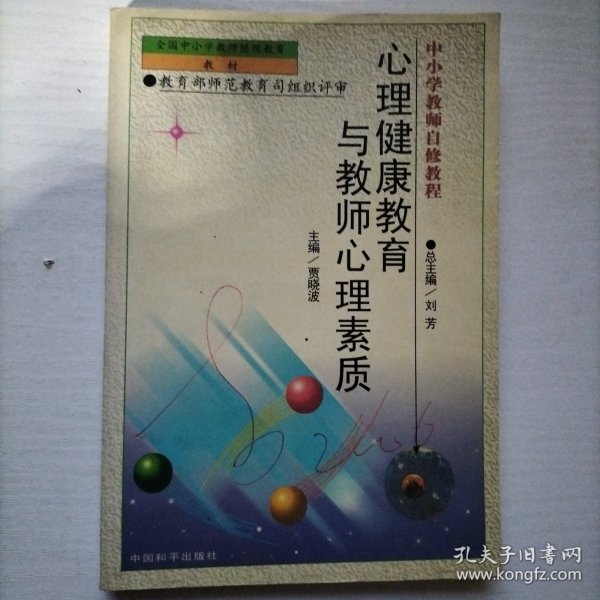 全国中小学教师继续教育
教材
●教育部师范教育司组织评审
中小学教师自修教程
●总主编/刘芳
心理健康教育
与教师心理素质
主编/贾晓波
中国和平出版社
孔夫子旧书网
www.kongfz.com